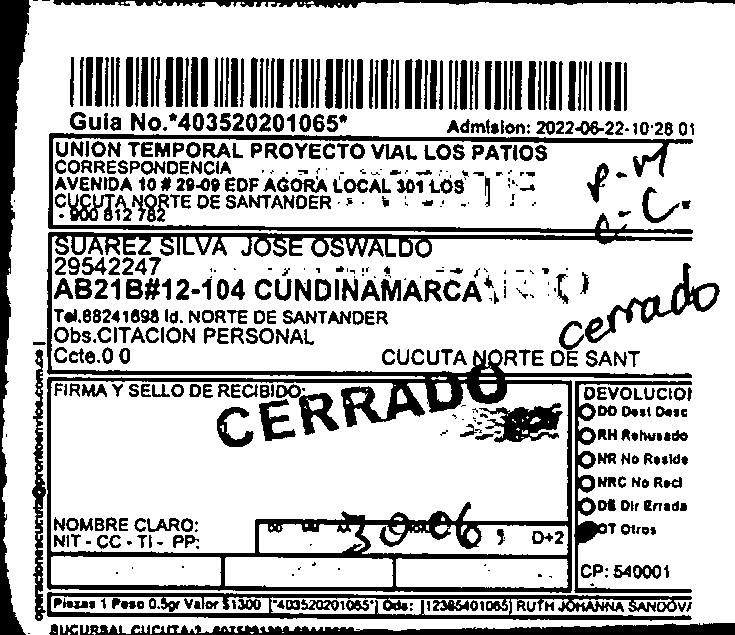 Guia No.*403520201065*
Admision: 2022-06-22-10:28 01
UNION TEMPORAL PROYECTO VIAL LOS PATIOS
CORRESPONDENCIA
AVENIDA 10 # 29-09 EDF AGORA LOCAL 301 LOS
CUCUTA NORTE DE SANTANDER
- 900 812 782
P.M
C.C.
SUAREZ SILVA JOSE OSWALDO
29542247
AB21B#12-104 CUNDINAMARCA
Tel.88241698 Id. NORTE DE SANTANDER
cerrado
Obs.CITACION PERSONAL
Ccte.0 0
CUCUTA NORTE DE SANT
FIRMA Y SELLO DE RECIBIDO:
CERRADO
DEVOLUCIO
DD Dest Desc
RH Rehusado
NR No Reside
NRC No Recl
DE Dir Errada
OT Otros
NOMBRE CLARO:
NIT - CC - TI - PP:
30-06
D+2
CP: 540001
Piezas 1 Peso 0.5gr Valor $1300 [*403520201065*] Ods: [12385401065] RUTH JOHANNA SANDOVA
operacionescucuta@prontoenvios.com.co |